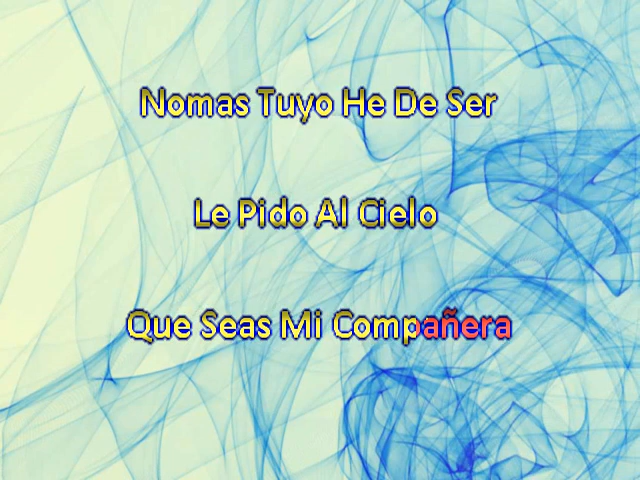 Nomas Tuyo He De Ser
Le Pido Al Cielo
Que Seas Mi Compañera